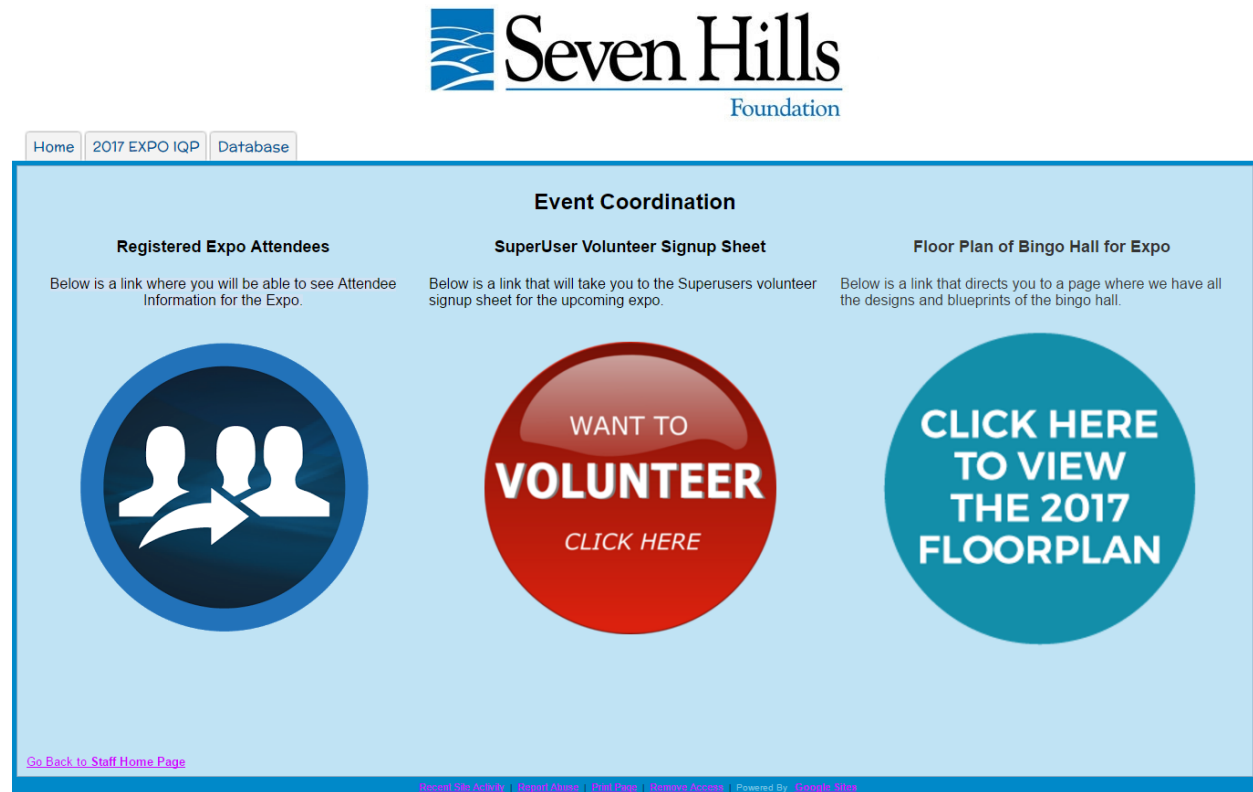 Seven Hills
Foundation
Home
2017 EXPO IQP
Database
Event Coordination
Registered Expo Attendees
Below is a link where you will be able to see Attendee
Information for the Expo.
SuperUser Volunteer Signup Sheet
Below is a link that will take you to the Superusers volunteer
signup sheet for the upcoming expo.
Floor Plan of Bingo Hall for Expo
Below is a link that directs you to a page where we have all
the designs and blueprints of the bingo hall.
WANT TO
VOLUNTEER
CLICK HERE
CLICK HERE
TO VIEW
THE 2017
FLOORPLAN
Go Back to Staff Home Page
Recent Site Activity | Report Abuse | Print Page | Remove Access | Powered By Google Sites